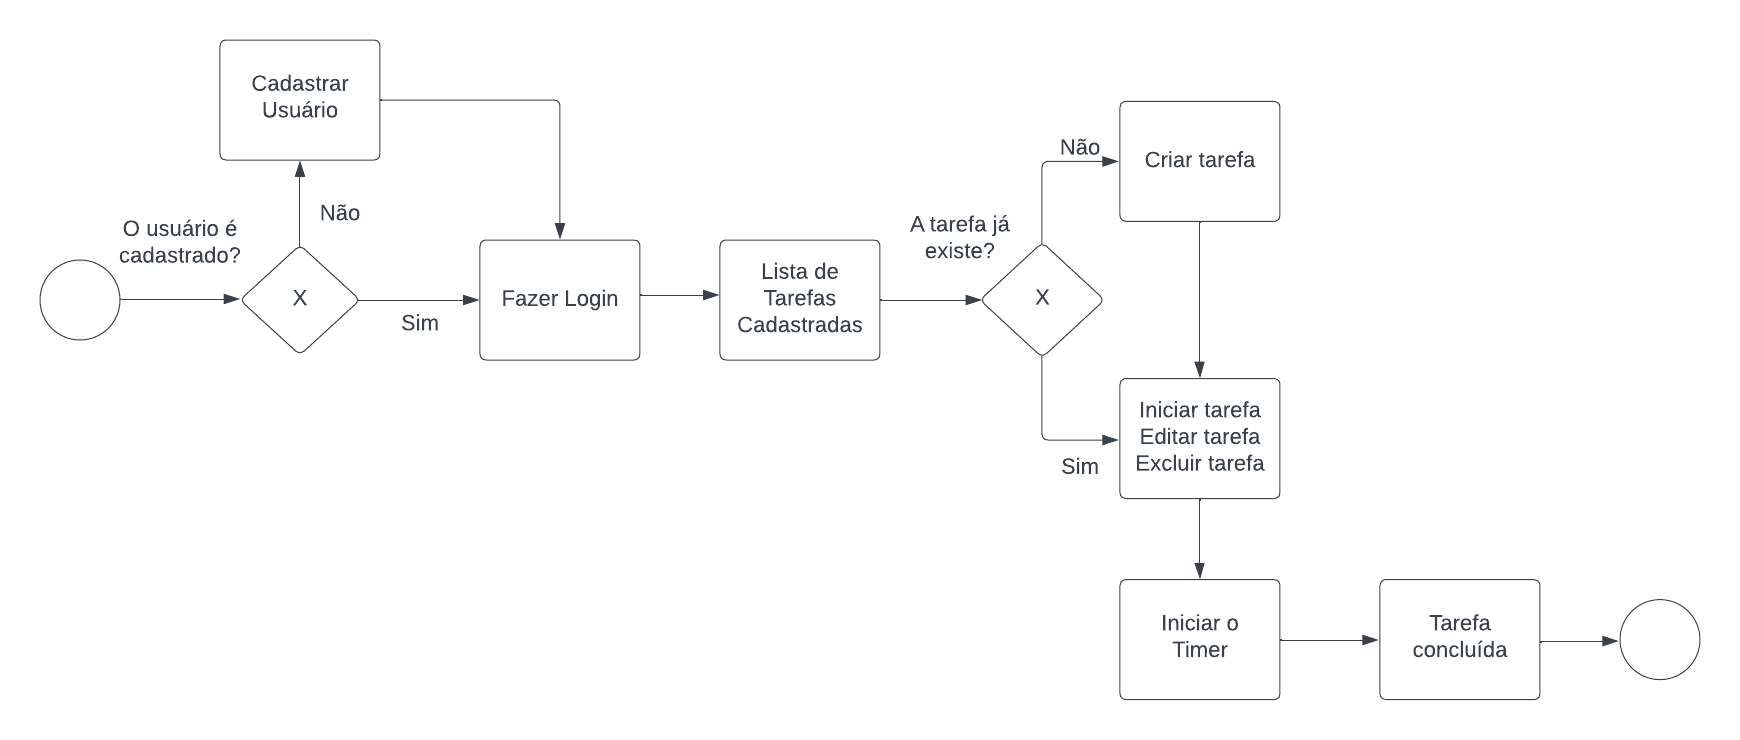 Cadastrar
Usuário
Não
O usuário é
cadastrado?
X
Sim
Fazer Login
Lista de
Tarefas
Cadastradas
A tarefa já
existe?
X
Não
Criar tarefa
Sim
Iniciar tarefa
Editar tarefa
Excluir tarefa
Iniciar o
Timer
Tarefa
concluída